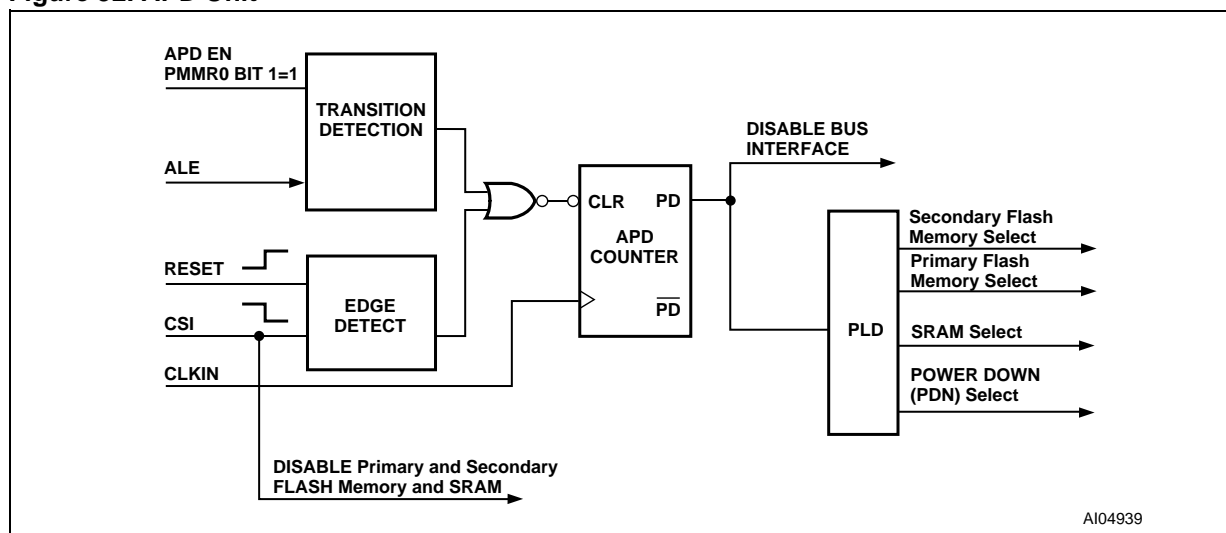 APD EN
PMMR0 BIT 1=1
TRANSITION
DETECTION
ALE
RESET
CSI
EDGE
DETECT
CLKIN
CLR
PD
APD
COUNTER
PD
DISABLE BUS
INTERFACE
PLD
Secondary Flash
Memory Select
Primary Flash
Memory Select
SRAM Select
POWER DOWN
(PDN) Select
DISABLE Primary and Secondary
FLASH Memory and SRAM
AI04939